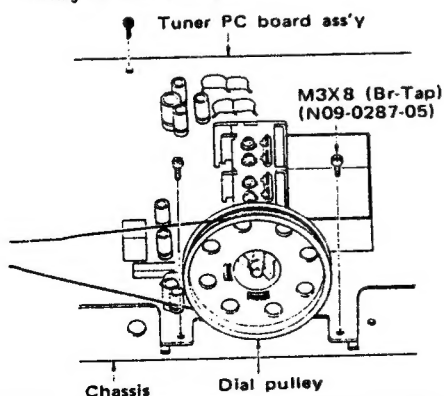 Tuner PC board ass'y
M3X8 (Br-Tap)
(N09-0287-05)
Chassis
Dial pulley